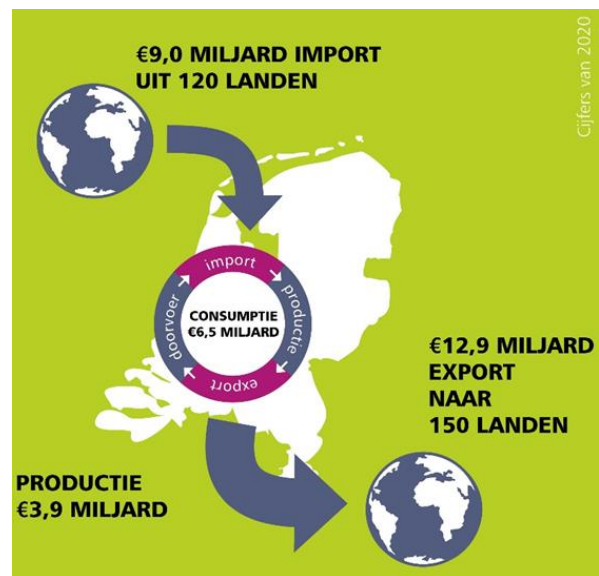 €9,0 MILJARD IMPORT
UIT 120 LANDEN
Cijfers van 2020
import
productie
export
doorvoer
CONSUMPTIE
€6,5 MILJARD
€12,9 MILJARD
EXPORT
NAAR
150 LANDEN
PRODUCTIE
€3,9 MILJARD